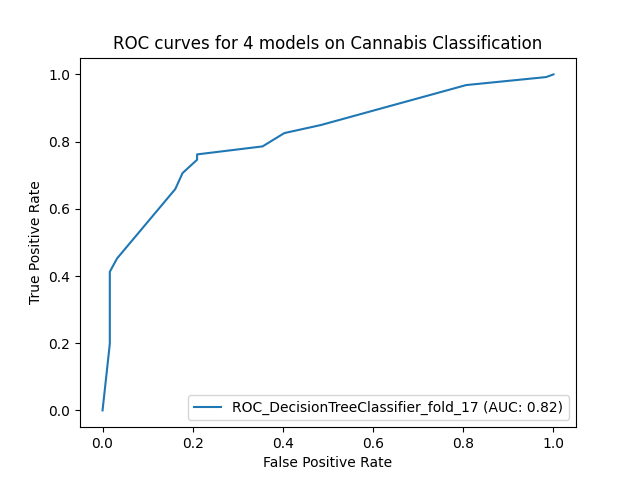 ROC curves for 4 models on Cannabis Classification
True Positive Rate
1.0
0.8
0.6
0.4
0.2
0.0
ROC_DecisionTreeClassifier_fold_17 (AUC: 0.82)
0.0 0.2 0.4 0.6 0.8 1.0
False Positive Rate